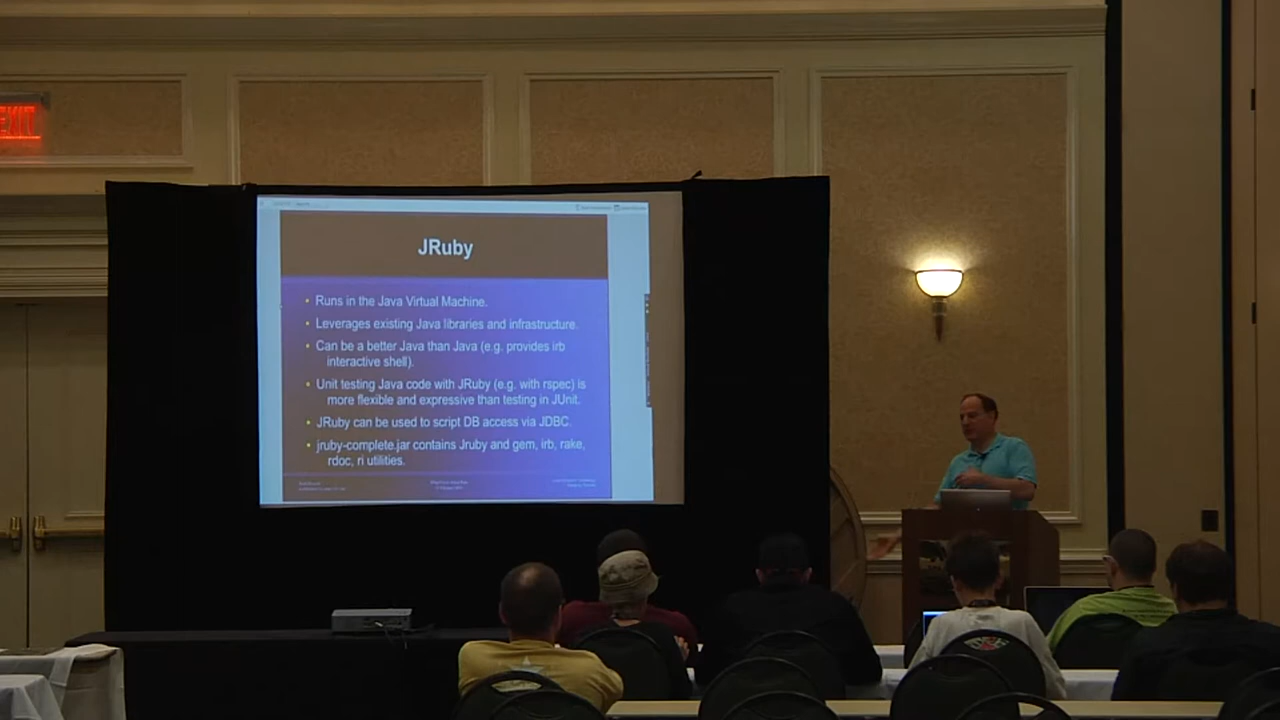 EXIT
JRuby
• Runs in the Java Virtual Machine.
• Leverages existing Java libraries and infrastructure.
• Can be a better Java than Java (e.g. provides irb
interactive shell).
• Unit testing Java code with JRuby (e.g. with rspec) is
more flexible and expressive than testing in JUnit.
• JRuby can be used to script DB access via JDBC.
• jruby-complete.jar contains Jruby and gem, irb, rake,
rdoc, ri utilities.